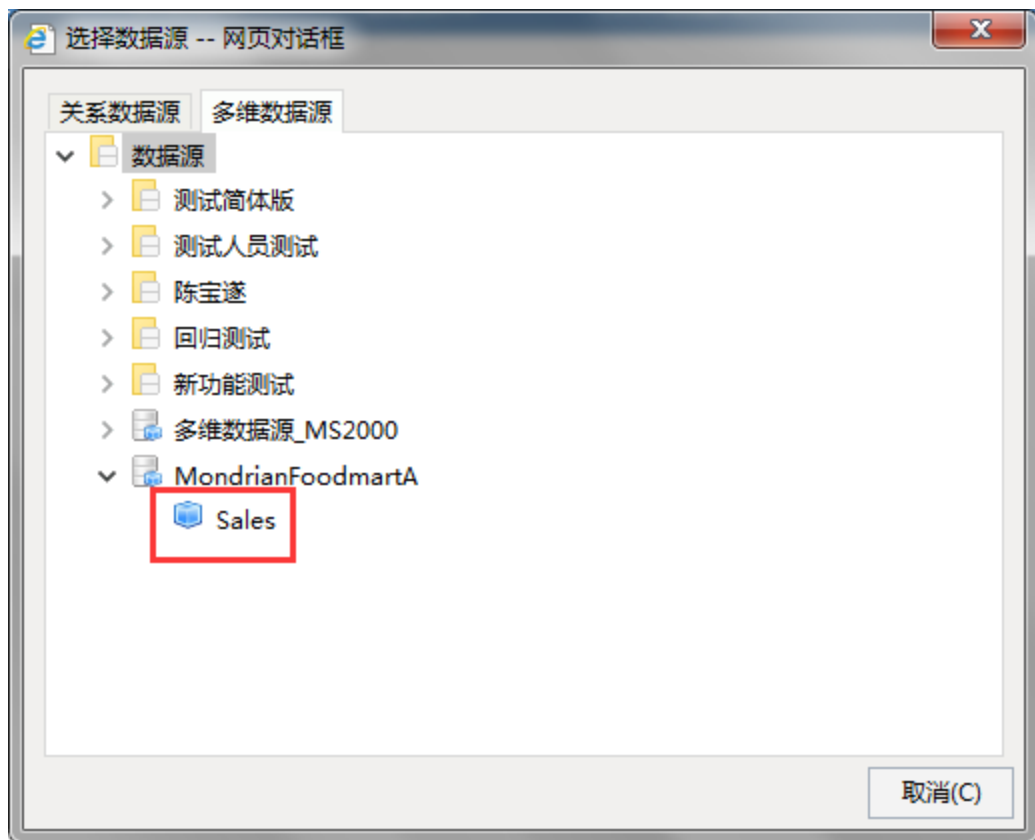 选择数据源 -- 网页对话框
关系数据源 多维数据源
数据源
测试简体版
测试人员测试
陈宝遂
回归测试
新功能测试
多维数据源_MS2000
MondrianFoodmartA
Sales
取消(C)